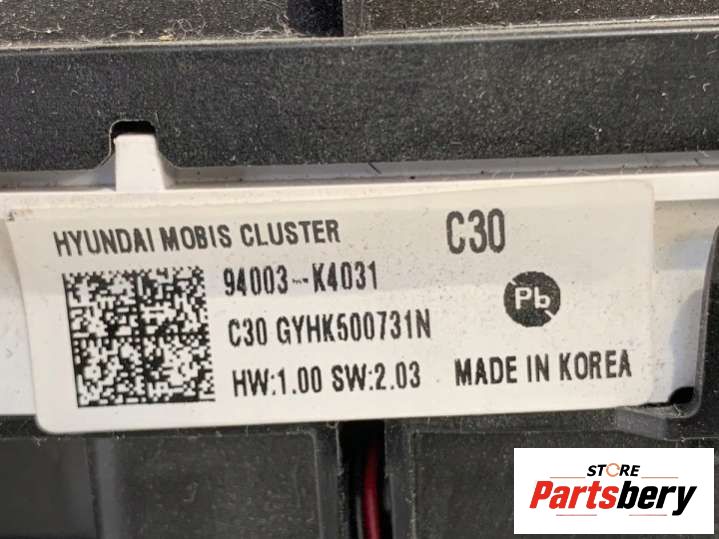 HYUNDAI MOBIS CLUSTER C30
94003-K4031
Pb
C30 GYHK500731N
HW:1.00 SW:2.03 MADE IN KOREA
STORE
Partsbery